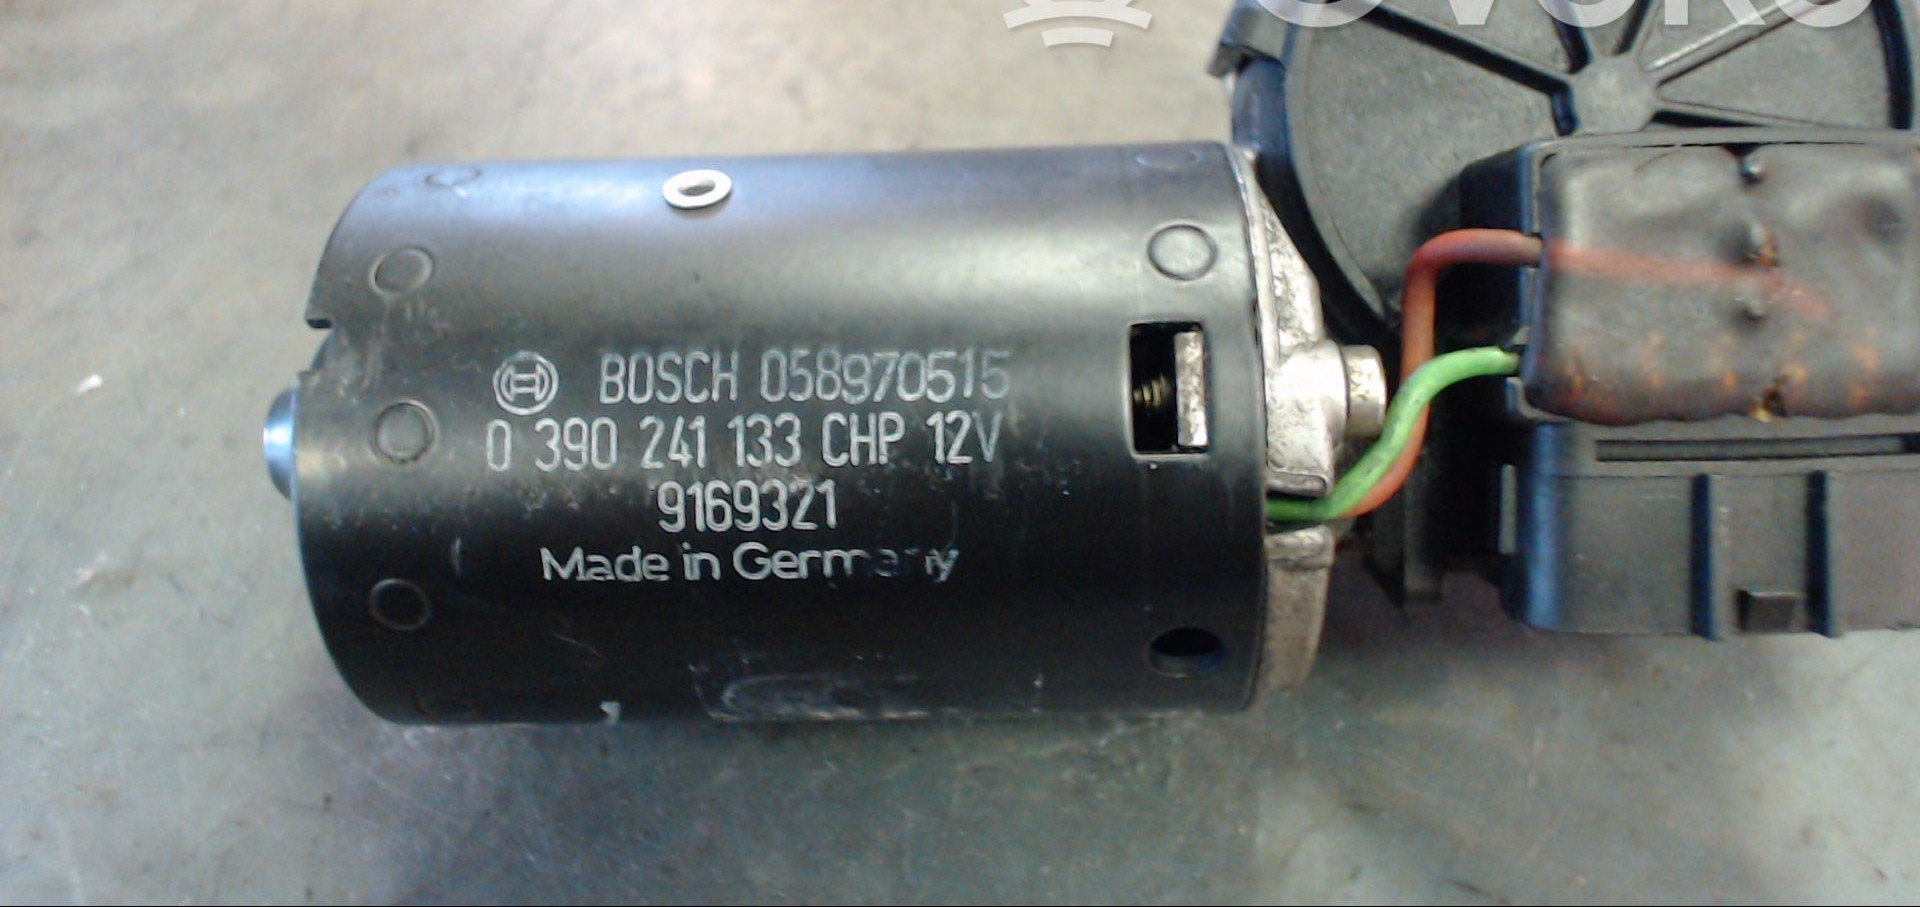 BOSCH 058970515
0 390 241 133 CHP 12V
9169321
Made in Germany